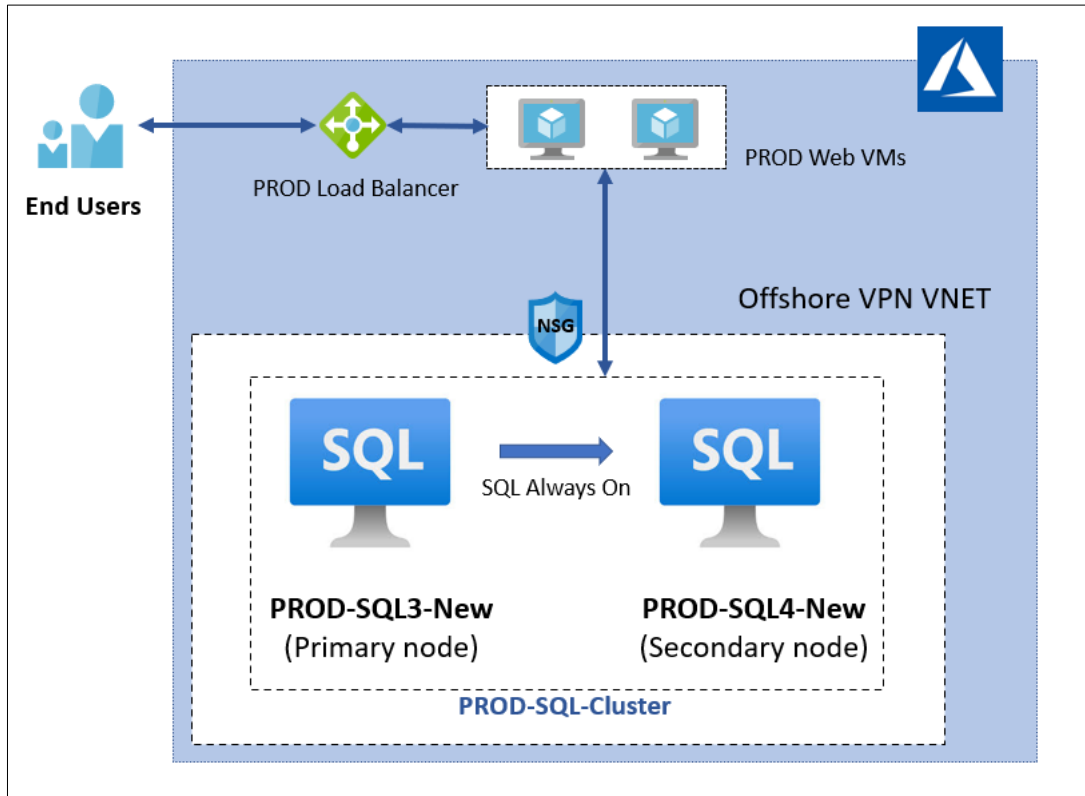 PROD Web VMs
PROD Load Balancer
End Users
Offshore VPN VNET
NSG
SQL
SQL
SQL Always On
PROD-SQL3-New
(Primary node)
PROD-SQL4-New
(Secondary node)
PROD-SQL-Cluster